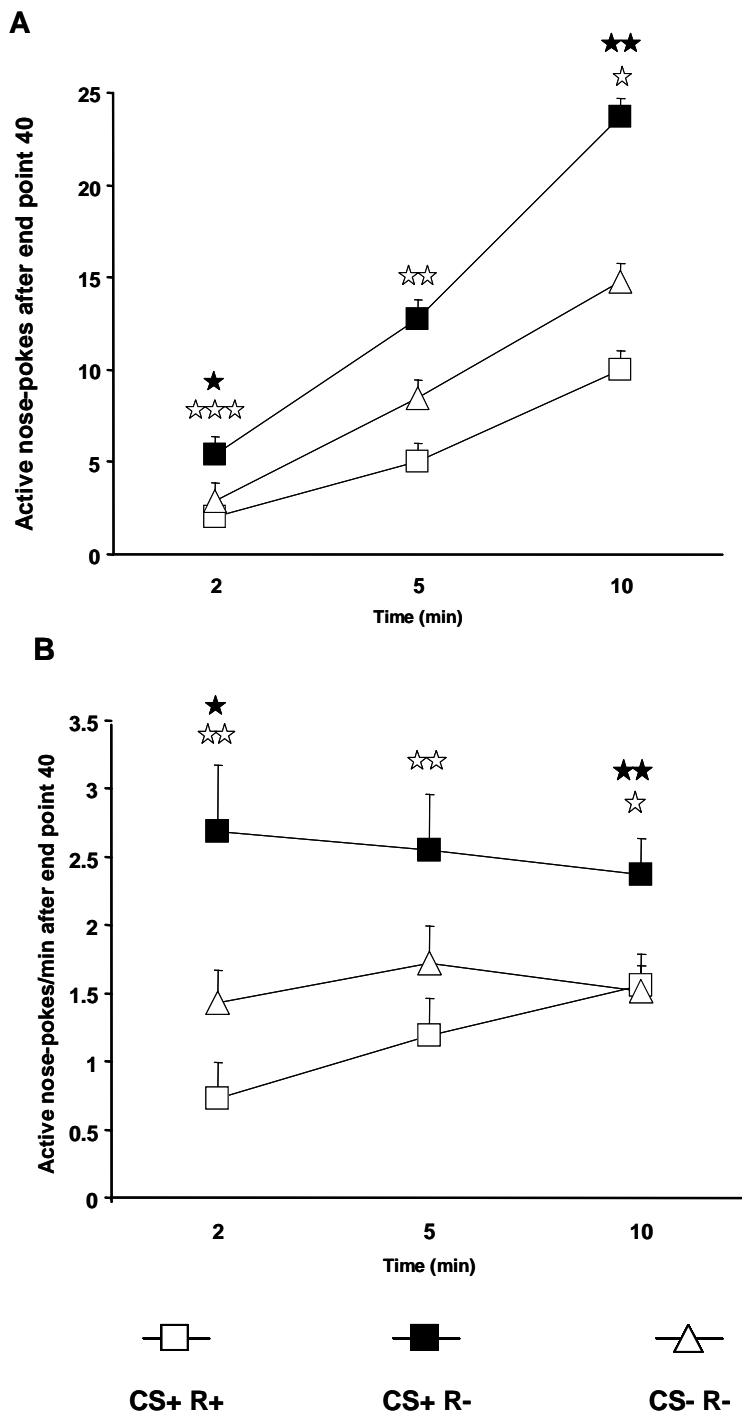 A
Active nose-pokes after end point 40
25
20
15
10
5
0
2 5 10
Time (min)
B
Active nose-pokes/min after end point 40
3.5
3
2.5
2
1.5
1
0.5
0
2 5 10
Time (min)
CS+ R+ CS+ R- CS- R-